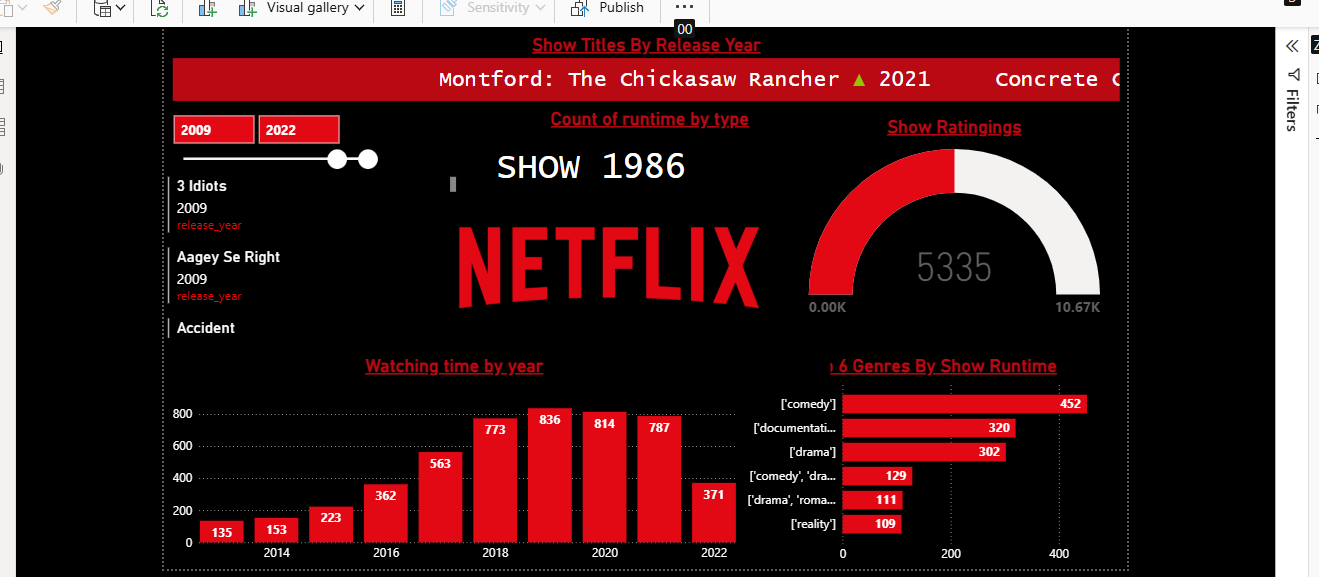 Visual gallery
Sensitivity
Publish
00
Show Titles By Release Year
Montford: The Chickasaw Rancher ▲ 2021 Concrete
2009 2022
Count of runtime by type
SHOW 1986
Show Ratingings
3 Idiots
2009
release_year
Aagey Se Right
2009
release_year
Accident
NETFLIX
5335
0.00K 10.67K
Filters
Watching time by year
800
600
400
200
0
135 153 223 362 563 773 836 814 787 371
2014 2016 2018 2020 2022
6 Genres By Show Runtime
['comedy'] 452
['documentati... 320
['drama'] 302
['comedy', 'dra... 129
['drama', 'roma... 111
['reality'] 109
0 200 400